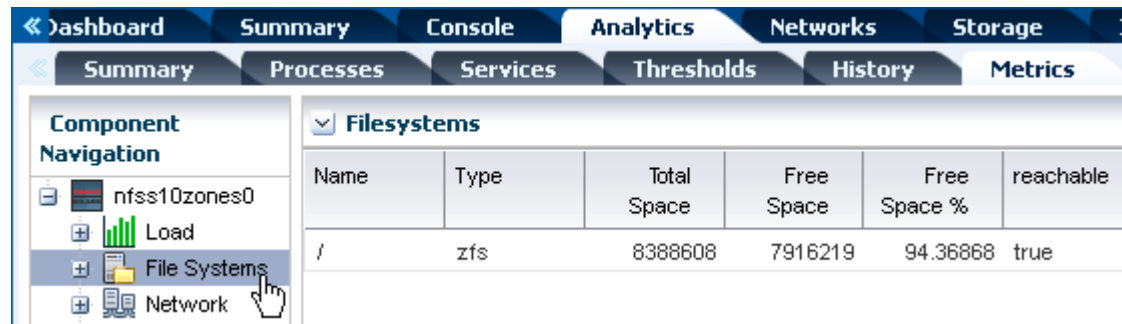 Dashboard Summary Console Analytics Networks Storage
Summary Processes Services Thresholds History Metrics
Component
Navigation
nfss10zones0
Load
File Systems
Network
Filesystems
Name Type Total Space Free Space Free Space % reachable
/ zfs 8388608 7916219 94.36868 true